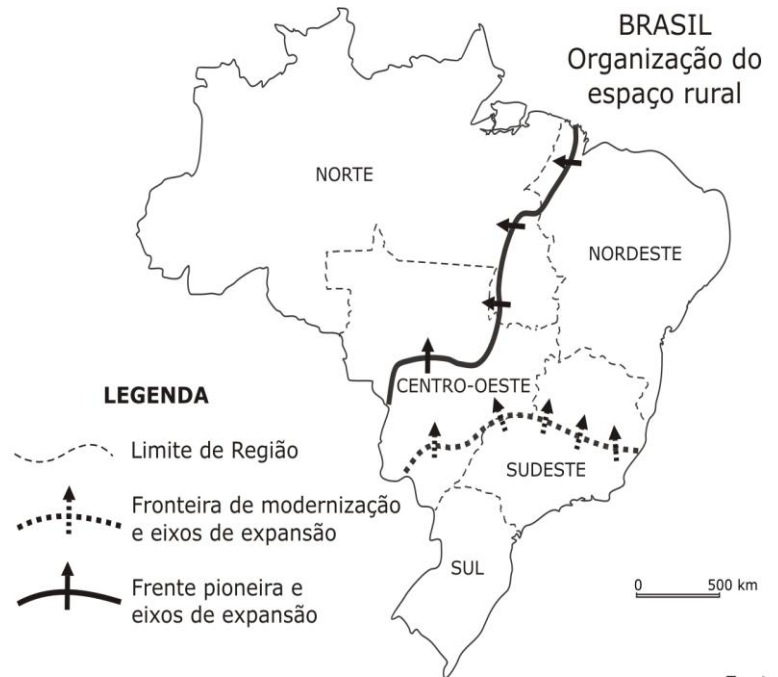 BRASIL
Organização do
espaço rural
NORTE
NORDESTE
CENTRO-OESTE
SUDESTE
SUL
LEGENDA
Limite de Região
Fronteira de modernização
e eixos de expansão
Frente pioneira e
eixos de expansão
0 500 km